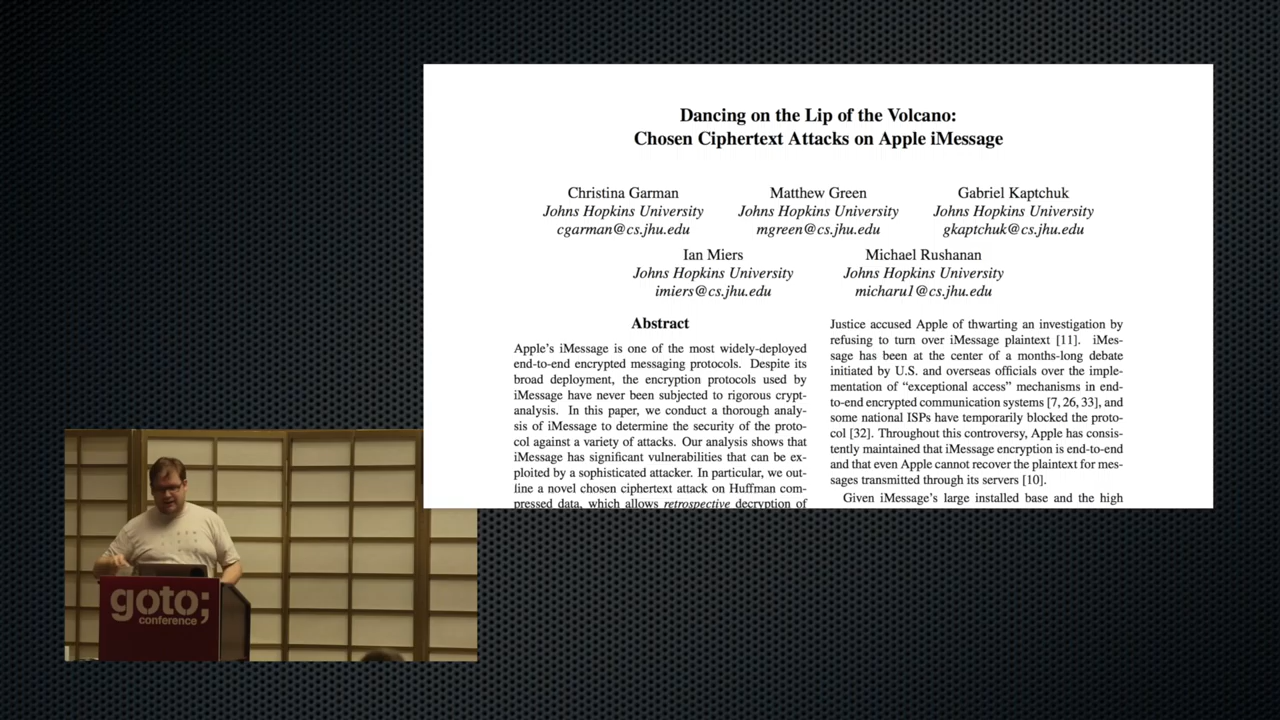 Dancing on the Lip of the Volcano:
Chosen Ciphertext Attacks on Apple iMessage
Christina Garman
Johns Hopkins University
cgarman@cs.jhu.edu
Matthew Green
Johns Hopkins University
mgreen@cs.jhu.edu
Gabriel Kaptchuk
Johns Hopkins University
gkaptchuk@cs.jhu.edu
Ian Miers
Johns Hopkins University
imiers@cs.jhu.edu
Michael Rushanan
Johns Hopkins University
micharu1@cs.jhu.edu
Abstract
Apple's iMessage is one of the most widely-deployed
end-to-end encrypted messaging protocols. Despite its
broad deployment, the encryption protocols used by
iMessage have never been subjected to rigorous crypt-
analysis. In this paper, we conduct a thorough analy-
sis of iMessage to determine the security of the proto-
col against a variety of attacks. Our analysis shows that
iMessage has significant vulnerabilities that can be ex-
ploited by a sophisticated attacker. In particular, we out-
line a novel chosen ciphertext attack on Huffman com-
pressed data, which allows retrospective decryption of
Justice accused Apple of thwarting an investigation by
refusing to turn over iMessage plaintext [11]. iMes-
sage has been at the center of a months-long debate
initiated by U.S. and overseas officials over the imple-
mentation of “exceptional access” mechanisms in end-
to-end encrypted communication systems [7, 26, 33], and
some national ISPs have temporarily blocked the proto-
col [32]. Throughout this controversy, Apple has consis-
tently maintained that iMessage encryption is end-to-end
and that even Apple cannot recover the plaintext for mes-
sages transmitted through its servers [10].
Given iMessage's large installed base and the high
goto;
conference